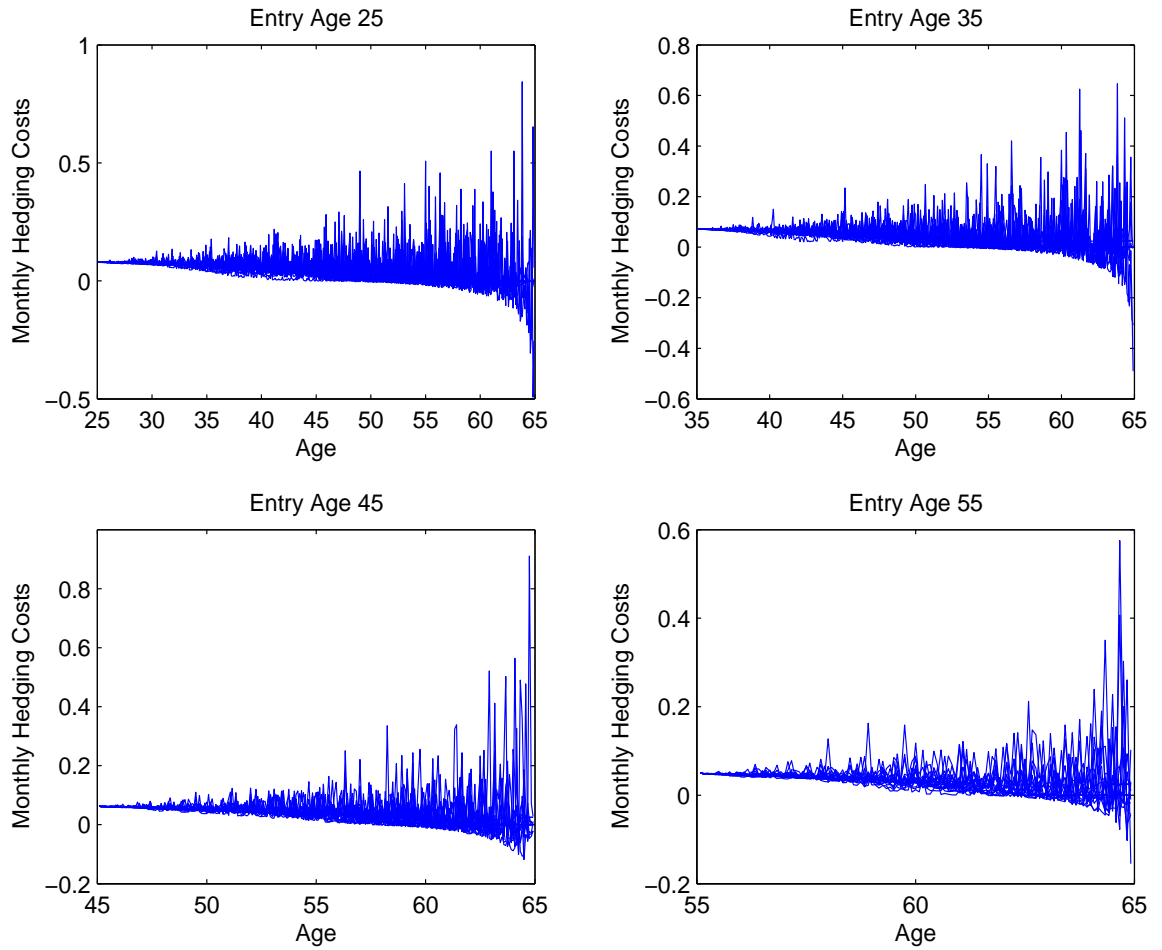 Entry Age 25
Monthly Hedging Costs
1
0.5
0
−0.5
25 30 35 40 45 50 55 60 65
Age
Entry Age 35
Monthly Hedging Costs
0.8
0.6
0.4
0.2
0
−0.2
−0.4
−0.6
35 40 45 50 55 60 65
Age
Entry Age 45
Monthly Hedging Costs
0.8
0.6
0.4
0.2
0
−0.2
45 50 55 60 65
Age
Entry Age 55
Monthly Hedging Costs
0.6
0.4
0.2
0
−0.2
55 60 65
Age